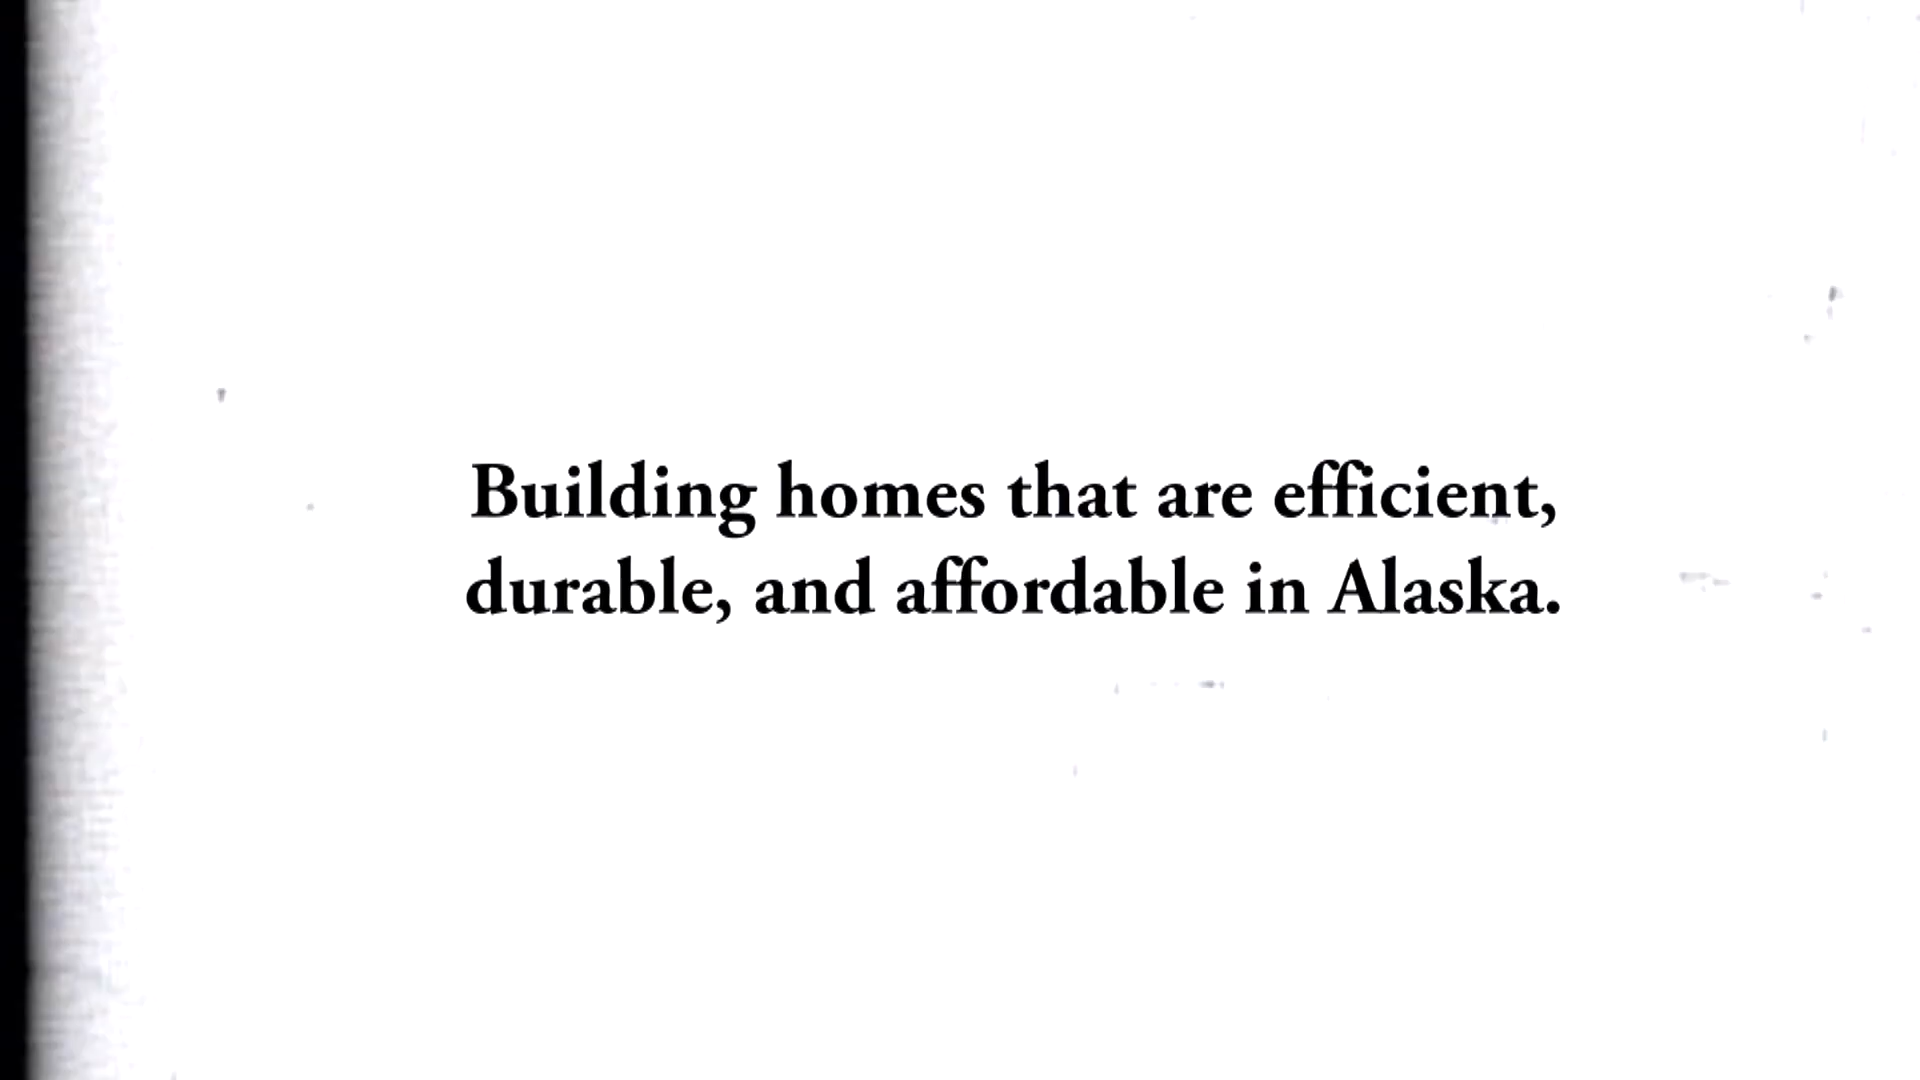 Building homes that are efficient,
durable, and affordable in Alaska.